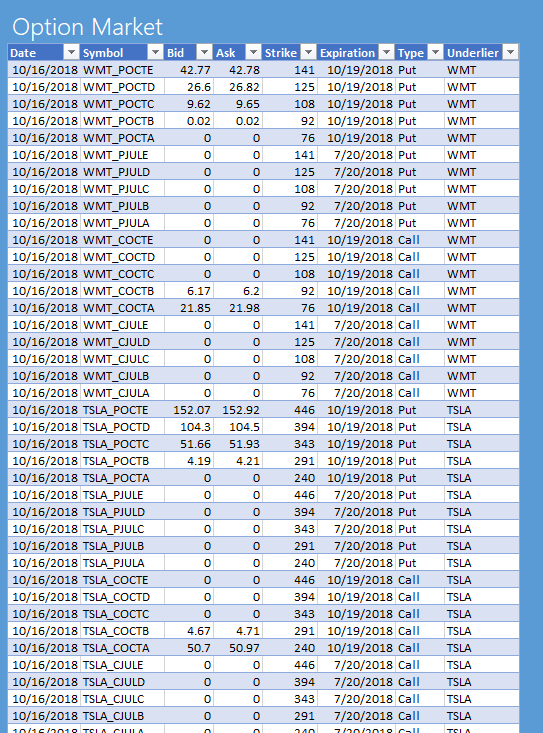 Option Market
Date Symbol Bid Ask Strike Expiration Type Underlier
10/16/2018 WMT_POCTE 42.77 42.78 141 10/19/2018 Put WMT
10/16/2018 WMT_POCTD 26.6 26.82 125 10/19/2018 Put WMT
10/16/2018 WMT_POCTC 9.62 9.65 108 10/19/2018 Put WMT
10/16/2018 WMT_POCTB 0.02 0.02 92 10/19/2018 Put WMT
10/16/2018 WMT_POCTA 0 0 76 10/19/2018 Put WMT
10/16/2018 WMT_PJULE 0 0 141 7/20/2018 Put WMT
10/16/2018 WMT_PJULD 0 0 125 7/20/2018 Put WMT
10/16/2018 WMT_PJULC 0 0 108 7/20/2018 Put WMT
10/16/2018 WMT_PJULB 0 0 92 7/20/2018 Put WMT
10/16/2018 WMT_PJULA 0 0 76 7/20/2018 Put WMT
10/16/2018 WMT_COCTE 0 0 141 10/19/2018 Call WMT
10/16/2018 WMT_COCTD 0 0 125 10/19/2018 Call WMT
10/16/2018 WMT_COCTC 0 0 108 10/19/2018 Call WMT
10/16/2018 WMT_COCTB 6.17 6.2 92 10/19/2018 Call WMT
10/16/2018 WMT_COCTA 21.85 21.98 76 10/19/2018 Call WMT
10/16/2018 WMT_CJULE 0 0 141 7/20/2018 Call WMT
10/16/2018 WMT_CJULD 0 0 125 7/20/2018 Call WMT
10/16/2018 WMT_CJULC 0 0 108 7/20/2018 Call WMT
10/16/2018 WMT_CJULB 0 0 92 7/20/2018 Call WMT
10/16/2018 WMT_CJULA 0 0 76 7/20/2018 Call WMT
10/16/2018 TSLA_POCTE 152.07 152.92 446 10/19/2018 Put TSLA
10/16/2018 TSLA_POCTD 104.3 104.5 394 10/19/2018 Put TSLA
10/16/2018 TSLA_POCTC 51.66 51.93 343 10/19/2018 Put TSLA
10/16/2018 TSLA_POCTB 4.19 4.21 291 10/19/2018 Put TSLA
10/16/2018 TSLA_POCTA 0 0 240 10/19/2018 Put TSLA
10/16/2018 TSLA_PJULE 0 0 446 7/20/2018 Put TSLA
10/16/2018 TSLA_PJULD 0 0 394 7/20/2018 Put TSLA
10/16/2018 TSLA_PJULC 0 0 343 7/20/2018 Put TSLA
10/16/2018 TSLA_PJULB 0 0 291 7/20/2018 Put TSLA
10/16/2018 TSLA_PJULA 0 0 240 7/20/2018 Put TSLA
10/16/2018 TSLA_COCTE 0 0 446 10/19/2018 Call TSLA
10/16/2018 TSLA_COCTD 0 0 394 10/19/2018 Call TSLA
10/16/2018 TSLA_COCTC 0 0 343 10/19/2018 Call TSLA
10/16/2018 TSLA_COCTB 4.67 4.71 291 10/19/2018 Call TSLA
10/16/2018 TSLA_COCTA 50.7 50.97 240 10/19/2018 Call TSLA
10/16/2018 TSLA_CJULE 0 0 446 7/20/2018 Call TSLA
10/16/2018 TSLA_CJULD 0 0 394 7/20/2018 Call TSLA
10/16/2018 TSLA_CJULC 0 0 343 7/20/2018 Call TSLA
10/16/2018 TSLA_CJULB 0 0 291 7/20/2018 Call TSLA